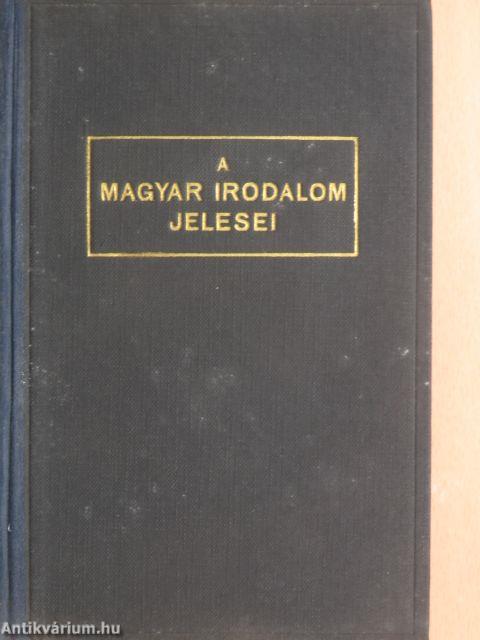 A
MAGYAR IRODALOM
JELESEI
Antikvárium.hu